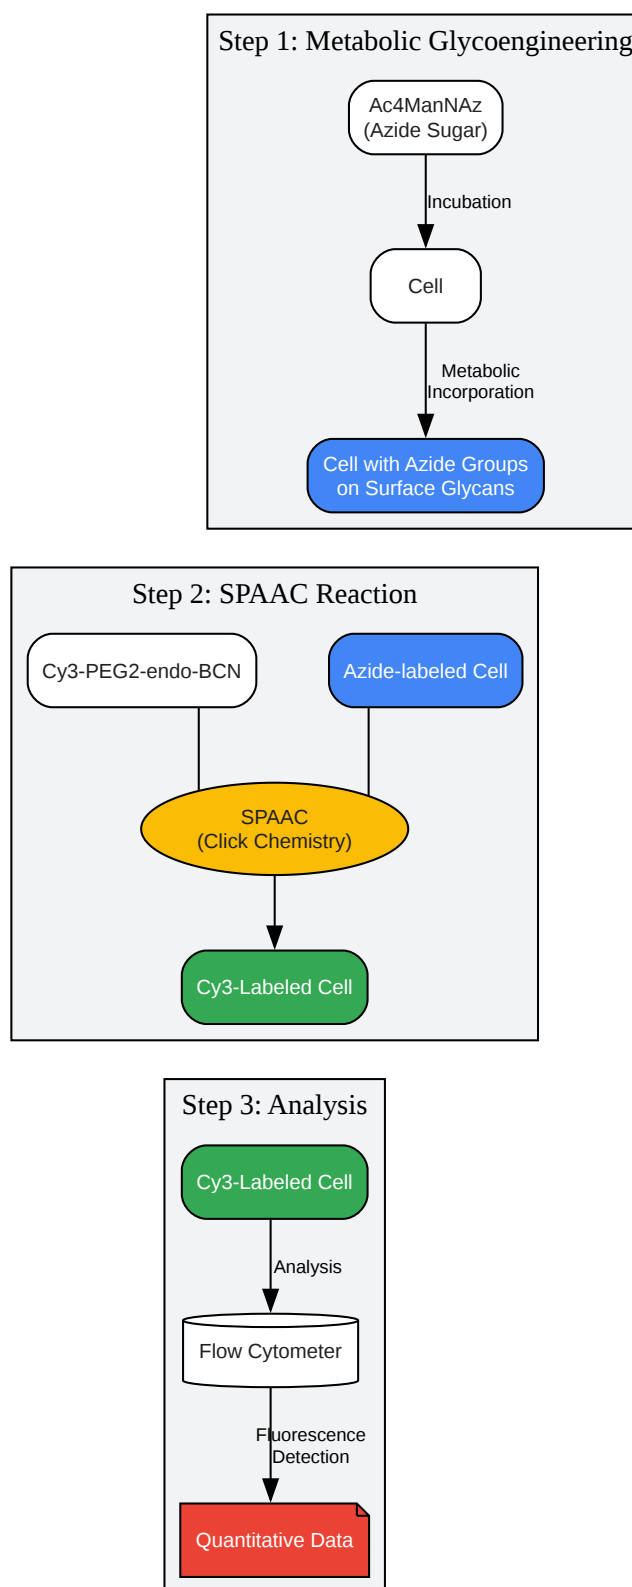 Step 1: Metabolic Glycoengineering
Ac4ManNAz
(Azide Sugar)
Incubation
Cell
Metabolic
Incorporation
Cell with Azide Groups
on Surface Glycans
Step 2: SPAAC Reaction
Cy3-PEG2-endo-BCN
Azide-labeled Cell
SPAAC
(Click Chemistry)
Cy3-Labeled Cell
Step 3: Analysis
Cy3-Labeled Cell
Analysis
Flow Cytometer
Fluorescence
Detection
Quantitative Data